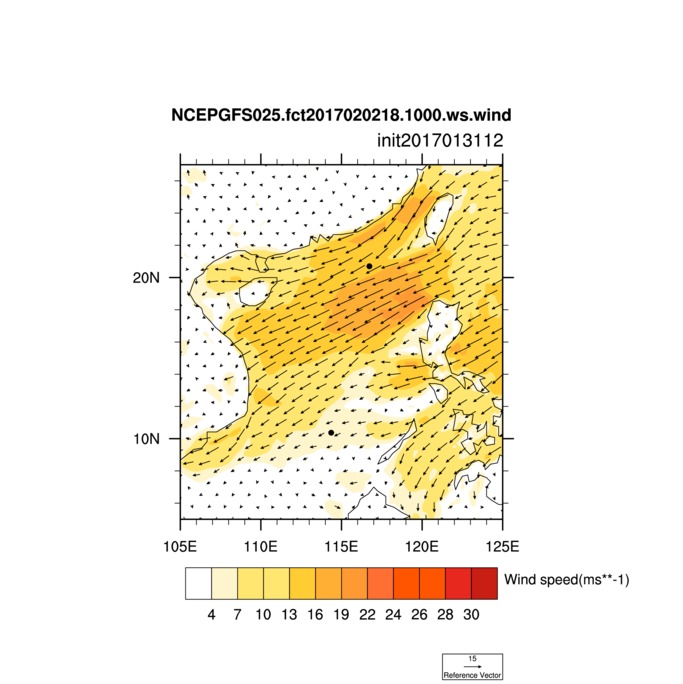 NCEPGFS025.fct2017020218.1000.ws.wind
init2017013112
20N
10N
105E 110E 115E 120E 125E
Wind speed(ms**-1)
4 7 10 13 16 19 22 24 26 28 30
15
Reference Vector